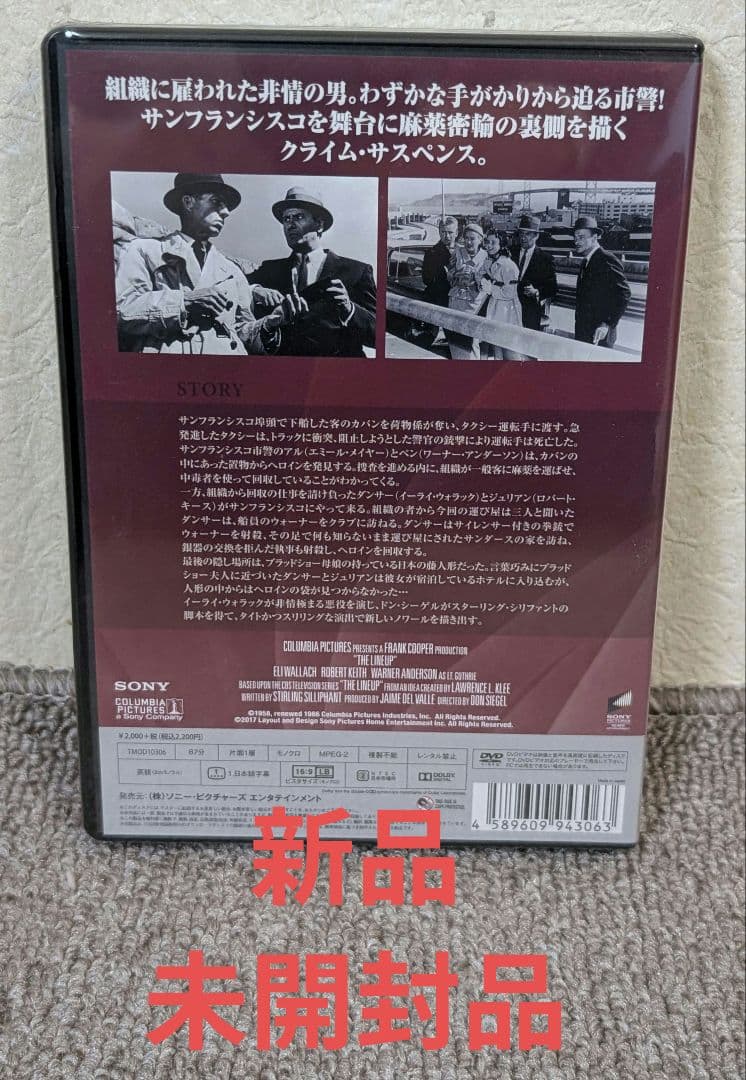 組織に雇われた非情の男。わずかな手がかりから迫る市警!
サンフランシスコを舞台に麻薬密輸の裏側を描く
クライム・サスペンス。
STORY
サンフランシスコ埠頭で下船した客のカバンを荷物係が奪い、タクシー運転手に渡す。急
発進したタクシーは、トラックに衝突、阻止しようとした警官の銃撃により運転手は死亡した。
サンフランシスコ市警のアル(エミール・メイヤー)とベン(ワーナー・アンダーソン)は、カバンの
中にあった置物からヘロインを発見する。捜査を進める内に、組織が一般客に麻薬を運ばせ、
中毒者を使って回収していることがわかってくる。
一方、組織から回収の仕事を請け負ったダンサー(イーライ・ウォラック)とジュリアン(ロバート・
キース)がサンフランシスコにやって来る。組織の者から今回の運び屋は三人と聞いた
ダンサーは、船員のウォーナーをクラブに訪ねる。ダンサーはサイレンサー付きの拳銃で
ウォーナーを射殺、その足で何も知らないまま運び屋にされたサンダースの家を訪ね、
銀器の交換を拒んだ執事も射殺し、ヘロインを回収する。
最後の隠し場所は、ブラッドショー母娘の持っている日本の藤人形だった。言葉巧みにブラッド
ショー夫人に近づいたダンサーとジュリアンは彼女が宿泊しているホテルに入り込むが、
人形の中からはヘロインの袋が見つからなかった…
イーライ・ウォラックが非情極まる悪役を演じ、ドン・シーゲルがスターリング・シリファントの
脚本を得て、タイトかつスリリングな演出で新しいノワールを描き出す。
COLUMBIA PICTURES PRESENTS A FRANK COOPER PRODUCTION
"THE LINEUP"
ELI WALLACH ROBERT KEITH WARNER ANDERSON AS LT. GUTHRIE
BASED UPON THE CBS TELEVISION SERIES "THE LINEUP" FROM AN IDEA CREATED BY LAWRENCE L. KLEE
WRITTEN BY STIRLING SILLIPHANT PRODUCED BY JAIME DEL VALLE DIRECTED BY DON SIEGEL
©1958, renewed 1986 Columbia Pictures Industries, Inc. All Rights Reserved.
©2017 Layout and Design Sony Pictures Home Entertainment Inc. All Rights Reserved.
SONY
COLUMBIA
PICTURES
a Sony Company
SONY
PICTURES
¥2,000+税(税込2,200円)
TMOD10306 87分 片面1層 モノクロ MPEG-2 複製不能 レンタル禁止
1.日本語字幕
16:9 LB
DVD
VIDEO
DOLBY
DIGITAL
発売元:(株)ソニー・ピクチャーズ エンタテインメント
4 589609 943063
新品
未開封品